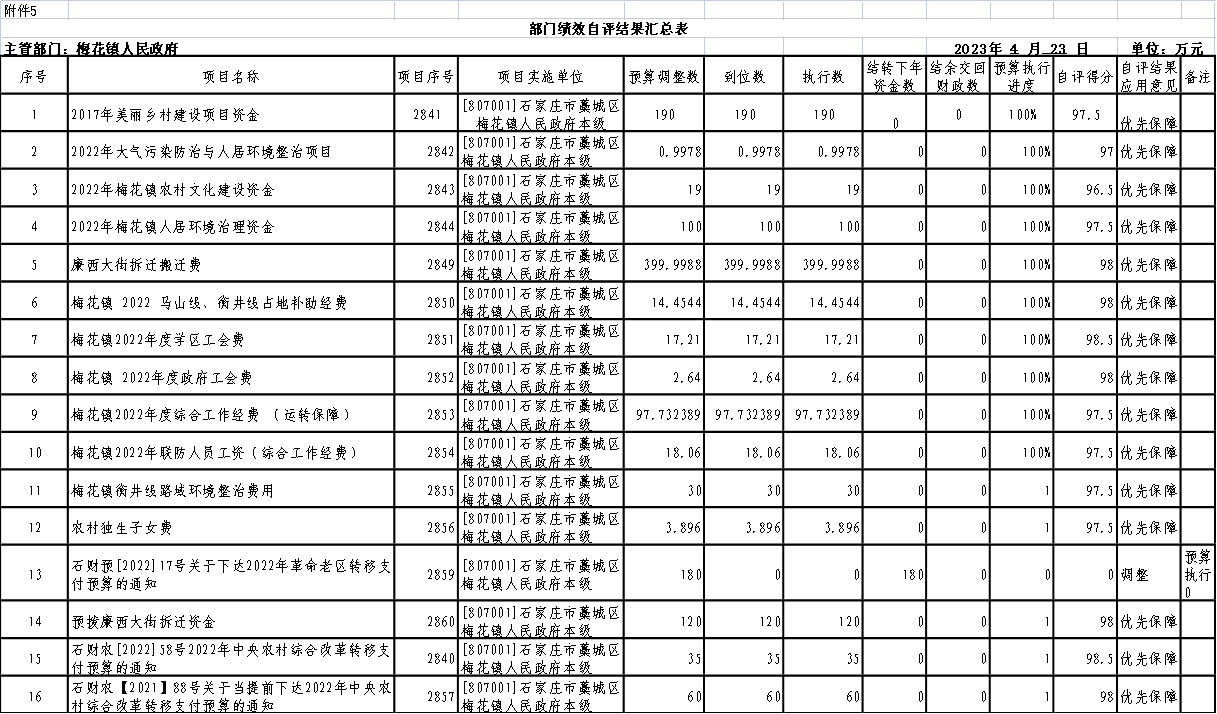 附件5
部门绩效自评结果汇总表
主管部门：梅花镇人民政府 2023年 4 月 23 日 单位：万元
序号 项目名称 项目序号 项目实施单位 预算调整数 到位数 执行数 结转下年资金数 结余交回财政数 预算执行进度 自评得分 自评结果应用意见 备注
1 2017年美丽乡村建设项目资金 2841 [807001]石家庄市藁城区梅花镇人民政府本级 190 190 190 0 0 100% 97.5 优先保障
2 2022年大气污染防治与人居环境整治项目 2842 [807001]石家庄市藁城区梅花镇人民政府本级 0.9978 0.9978 0.9978 0 0 100% 97 优先保障
3 2022年梅花镇农村文化建设资金 2843 [807001]石家庄市藁城区梅花镇人民政府本级 19 19 19 0 0 100% 96.5 优先保障
4 2022年梅花镇人居环境治理资金 2844 [807001]石家庄市藁城区梅花镇人民政府本级 100 100 100 0 0 100% 97.5 优先保障
5 廉西大街拆迁搬迁费 2849 [807001]石家庄市藁城区梅花镇人民政府本级 399.9988 399.9988 399.9988 0 0 100% 98 优先保障
6 梅花镇 2022 马山线、衡井线占地补助经费 2850 [807001]石家庄市藁城区梅花镇人民政府本级 14.4544 14.4544 14.4544 0 0 100% 98 优先保障
7 梅花镇2022年度学区工会费 2851 [807001]石家庄市藁城区梅花镇人民政府本级 17.21 17.21 17.21 0 0 100% 98.5 优先保障
8 梅花镇 2022年度政府工会费 2852 [807001]石家庄市藁城区梅花镇人民政府本级 2.64 2.64 2.64 0 0 100% 98 优先保障
9 梅花镇2022年度综合工作经费 （运转保障） 2853 [807001]石家庄市藁城区梅花镇人民政府本级 97.732389 97.732389 97.732389 0 0 100% 97.5 优先保障
10 梅花镇2022年联防人员工资（综合工作经费） 2854 [807001]石家庄市藁城区梅花镇人民政府本级 18.06 18.06 18.06 0 0 100% 97.5 优先保障
11 梅花镇衡井线路域环境整治费用 2855 [807001]石家庄市藁城区梅花镇人民政府本级 30 30 30 0 0 1 97.5 优先保障
12 农村独生子女费 2856 [807001]石家庄市藁城区梅花镇人民政府本级 3.896 3.896 3.896 0 0 1 97.5 优先保障
13 石财预[2022]17号关于下达2022年革命老区转移支付预算的通知 2859 [807001]石家庄市藁城区梅花镇人民政府本级 180 0 0 180 0 0 0 调整 预算执行0
14 预拨廉西大街拆迁资金 2860 [807001]石家庄市藁城区梅花镇人民政府本级 120 120 120 0 0 1 98 优先保障
15 石财农[2022]58号2022年中央农村综合改革转移支付预算的通知 2840 [807001]石家庄市藁城区梅花镇人民政府本级 35 35 35 0 0 1 98.5 优先保障
16 石财农【2021】88号关于当提前下达2022年中央农村综合改革转移支付预算的通知 2857 [807001]石家庄市藁城区梅花镇人民政府本级 60 60 60 0 0 1 98 优先保障